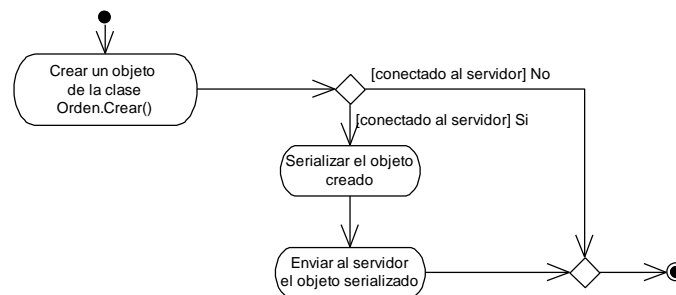 Crear un objeto
de la clase
Orden.Crear()
[conectado al servidor] No
[conectado al servidor] Si
Serializar el objeto
creado
Enviar al servidor
el objeto serializado